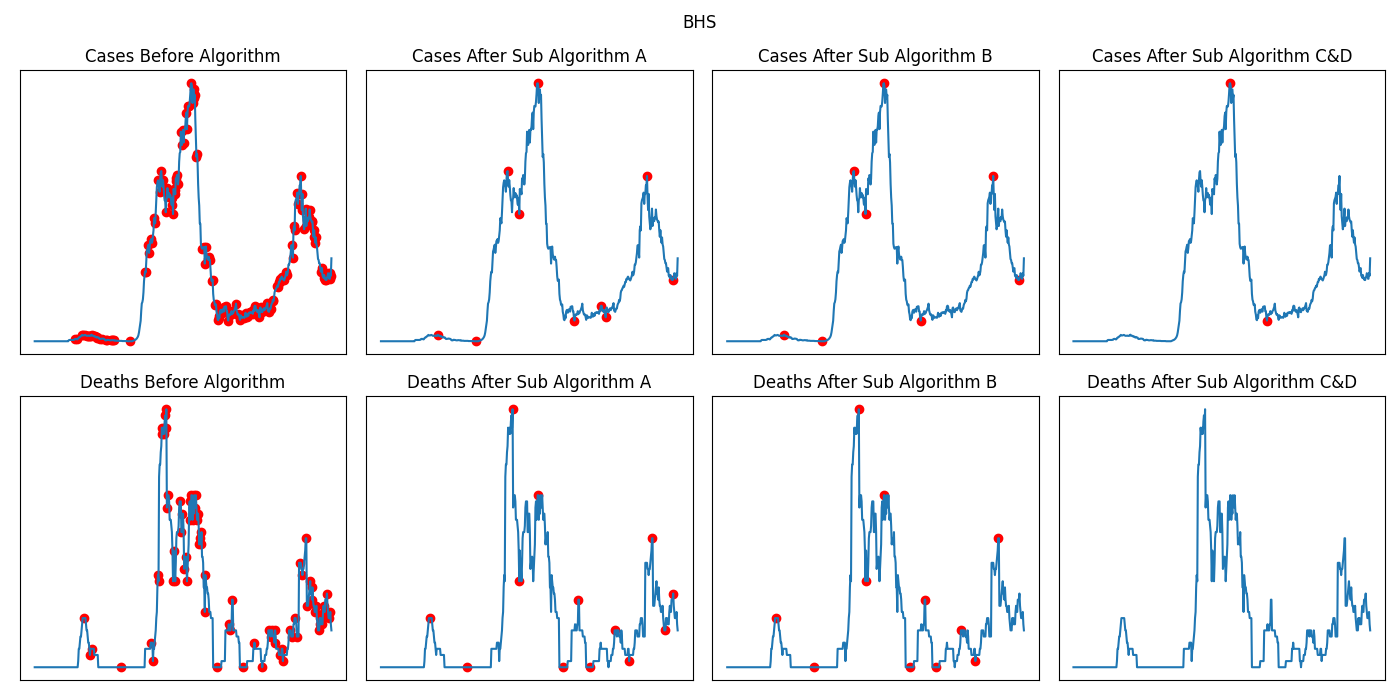 BHS
Cases Before Algorithm
Cases After Sub Algorithm A
Cases After Sub Algorithm B
Cases After Sub Algorithm C&D
Deaths Before Algorithm
Deaths After Sub Algorithm A
Deaths After Sub Algorithm B
Deaths After Sub Algorithm C&D